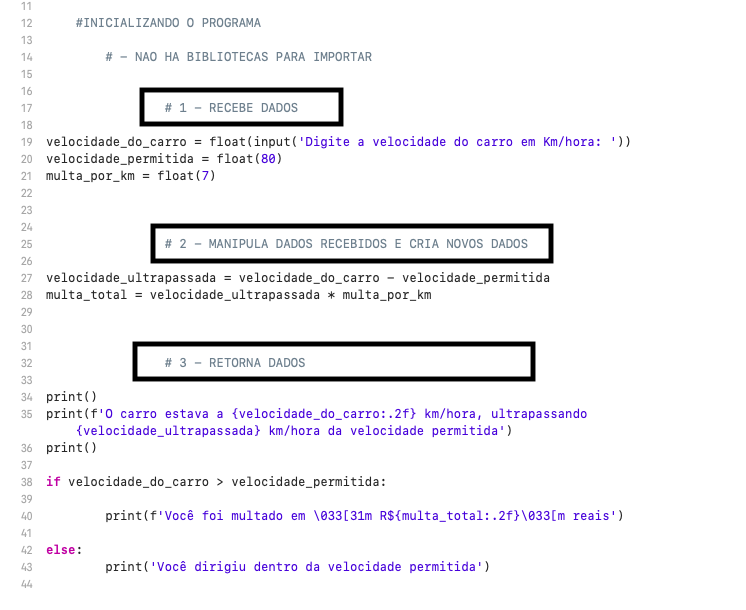 11
12 #INICIALIZANDO O PROGRAMA
13
14 # - NAO HA BIBLIOTECAS PARA IMPORTAR
15
16
17 # 1 - RECEBE DADOS
18
19 velocidade_do_carro = float(input('Digite a velocidade do carro em Km/hora: '))
20 velocidade_permitida = float(80)
21 multa_por_km = float(7)
22
23
24
25 # 2 - MANIPULA DADOS RECEBIDOS E CRIA NOVOS DADOS
26
27 velocidade_ultrapassada = velocidade_do_carro - velocidade_permitida
28 multa_total = velocidade_ultrapassada * multa_por_km
29
30
31
32 # 3 - RETORNA DADOS
33
34 print()
35 print(f'O carro estava a {velocidade_do_carro:.2f} km/hora, ultrapassando
{velocidade_ultrapassada} km/hora da velocidade permitida')
36 print()
37
38 if velocidade_do_carro > velocidade_permitida:
39
40 print(f'Você foi multado em \033[31m R${multa_total:.2f}\033[m reais')
41
42 else:
43 print('Você dirigiu dentro da velocidade permitida')
44